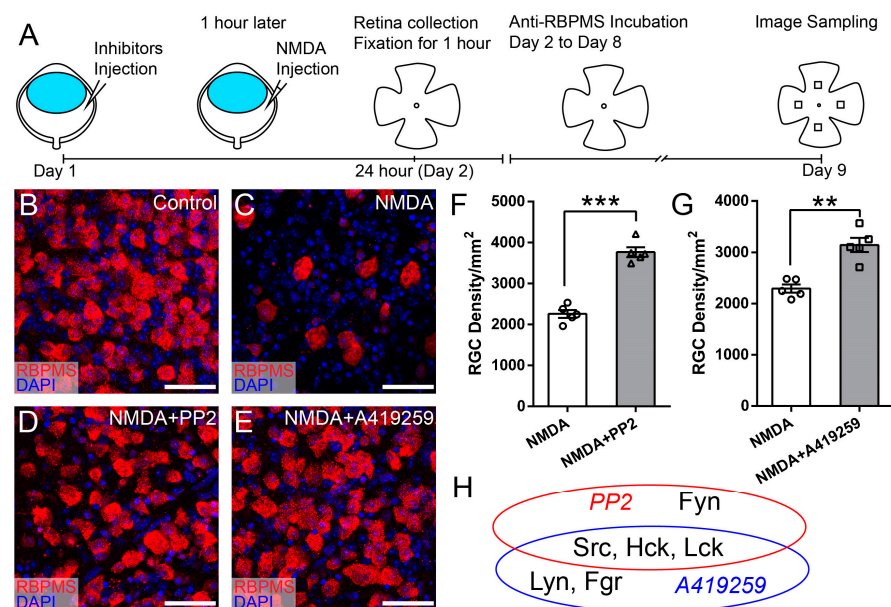 A
Inhibitors
Injection
1 hour later
NMDA
Injection
Retina collection
Fixation for 1 hour
Anti-RBPMS Incubation
Day 2 to Day 8
Image Sampling
Day 1
24 hour (Day 2)
Day 9
B
Control
RBPMS
DAPI
C
NMDA
RBPMS
DAPI
D
NMDA+PP2
RBPMS
DAPI
E
NMDA+A419259
RBPMS
DAPI
F
RGC Density/mm²
5000
4000
3000
2000
1000
0
***
NMDA
NMDA+PP2
G
RGC Density/mm²
4000
3000
2000
1000
0
**
NMDA
NMDA+A419259
H
PP2
Fyn
Src, Hck, Lck
Lyn, Fgr
A419259